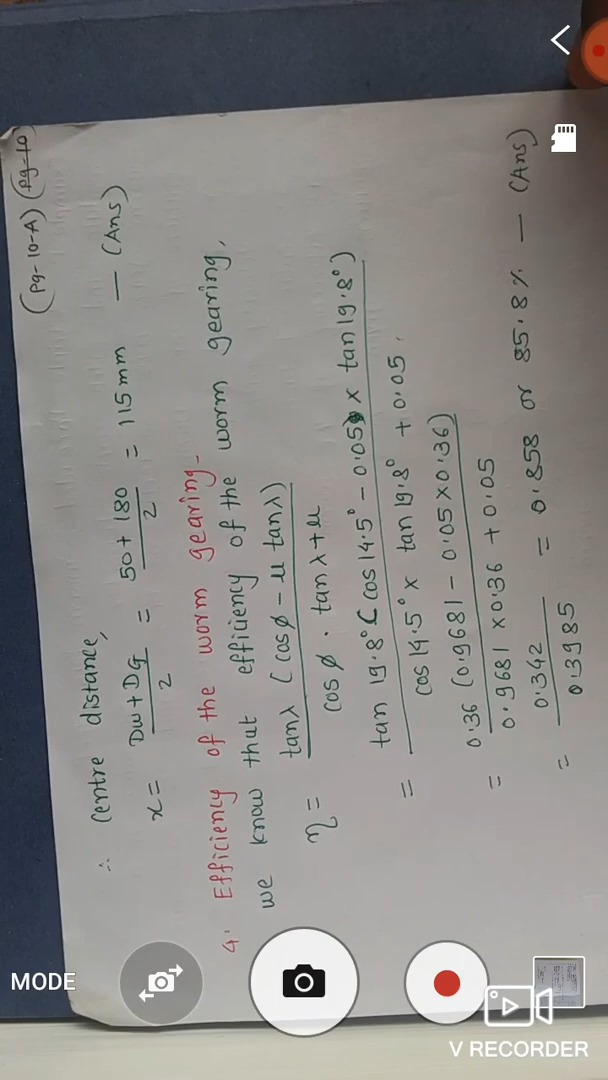 (Pg-10-A) (Pg-10)
∴ Centre distance,
x = Dw + DG / 2 = 50 + 180 / 2 = 115 mm — (Ans)
4. Efficiency of the worm gearing-
we know that efficiency of the worm gearing,
η = tanλ (cosø - μ tanλ) / cosø . tanλ + μ
= tan 19.8° ( cos 14.5° - 0.05 x tan 19.8°) / cos 14.5° x tan 19.8° + 0.05.
= 0.36 (0.9681 - 0.05 x 0.36) / 0.9681 x 0.36 + 0.05
= 0.342 / 0.3985 = 0.858 or 85.8% — (Ans)
MODE
V RECORDER